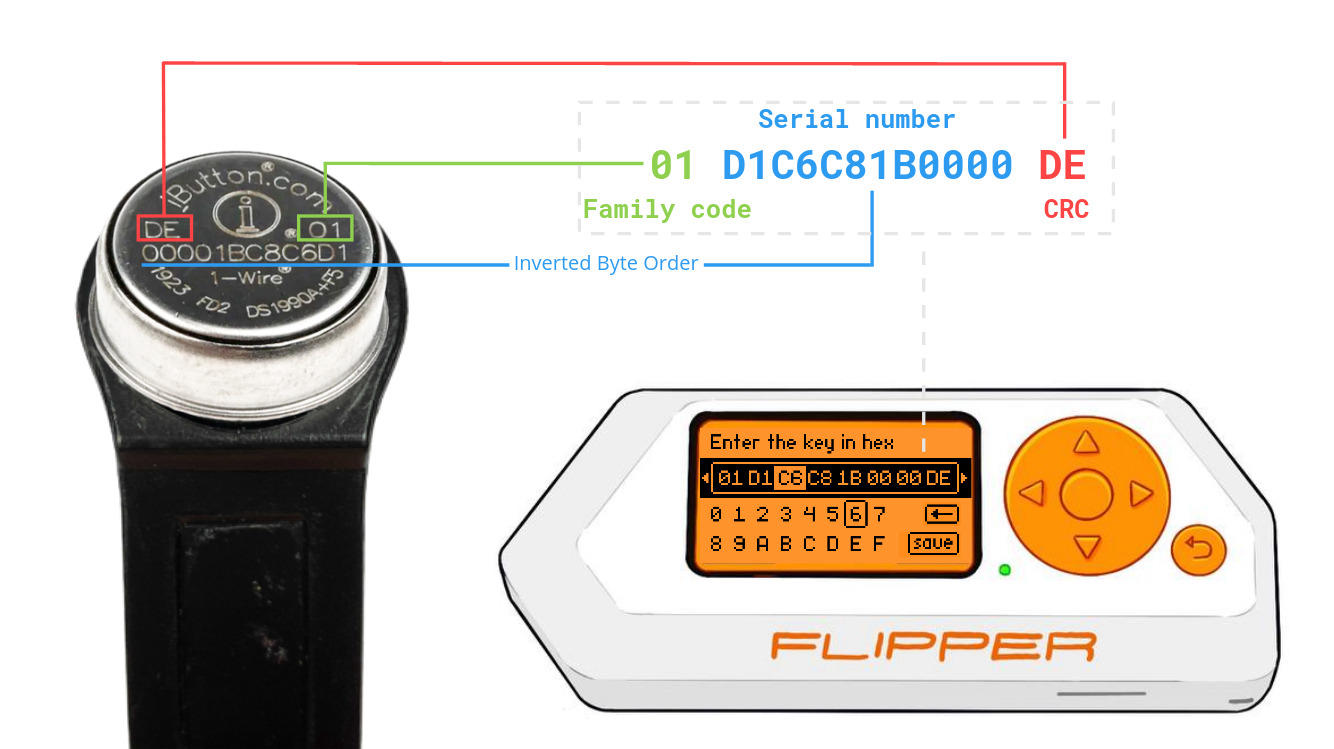 Serial number
01 D1C6C81B0000 DE
Family code CRC
iButton.com®
i
DE ® 01
00001BC8C6D1
Inverted Byte Order
1-Wire®
1923 FD2 DS1990A+F5
Enter the key in hex
01 D1 C6 C8 1B 00 00 DE
0 1 2 3 4 5 6 7
8 9 A B C D E F save
FLIPPER